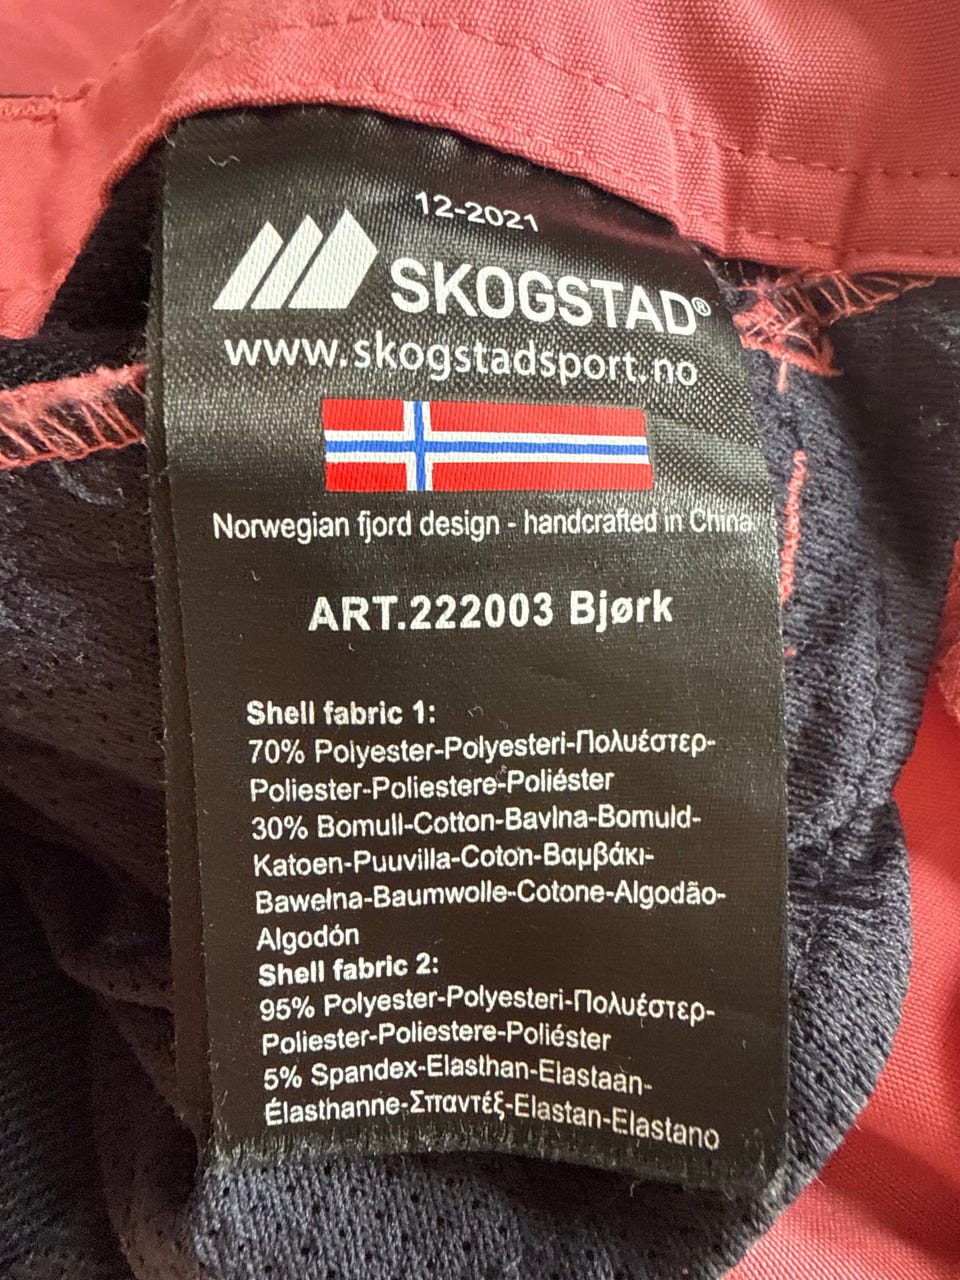 12-2021
SKOGSTAD®
www.skogstadsport.no
Norwegian fjord design - handcrafted in China
ART.222003 Bjørk
Shell fabric 1:
70% Polyester-Polyesteri-Πολυέστερ-
Poliester-Poliestere-Poliéster
30% Bomull-Cotton-Bavlna-Bomuld-
Katoen-Puuvilla-Coton-Βαμβάκι-
Bawełna-Baumwolle-Cotone-Algodão-
Algodón
Shell fabric 2:
95% Polyester-Polyesteri-Πολυέστερ-
Poliester-Poliestere-Poliéster
5% Spandex-Elasthan-Elastaan-
Élasthanne-Σπαντέξ-Elastan-Elastano